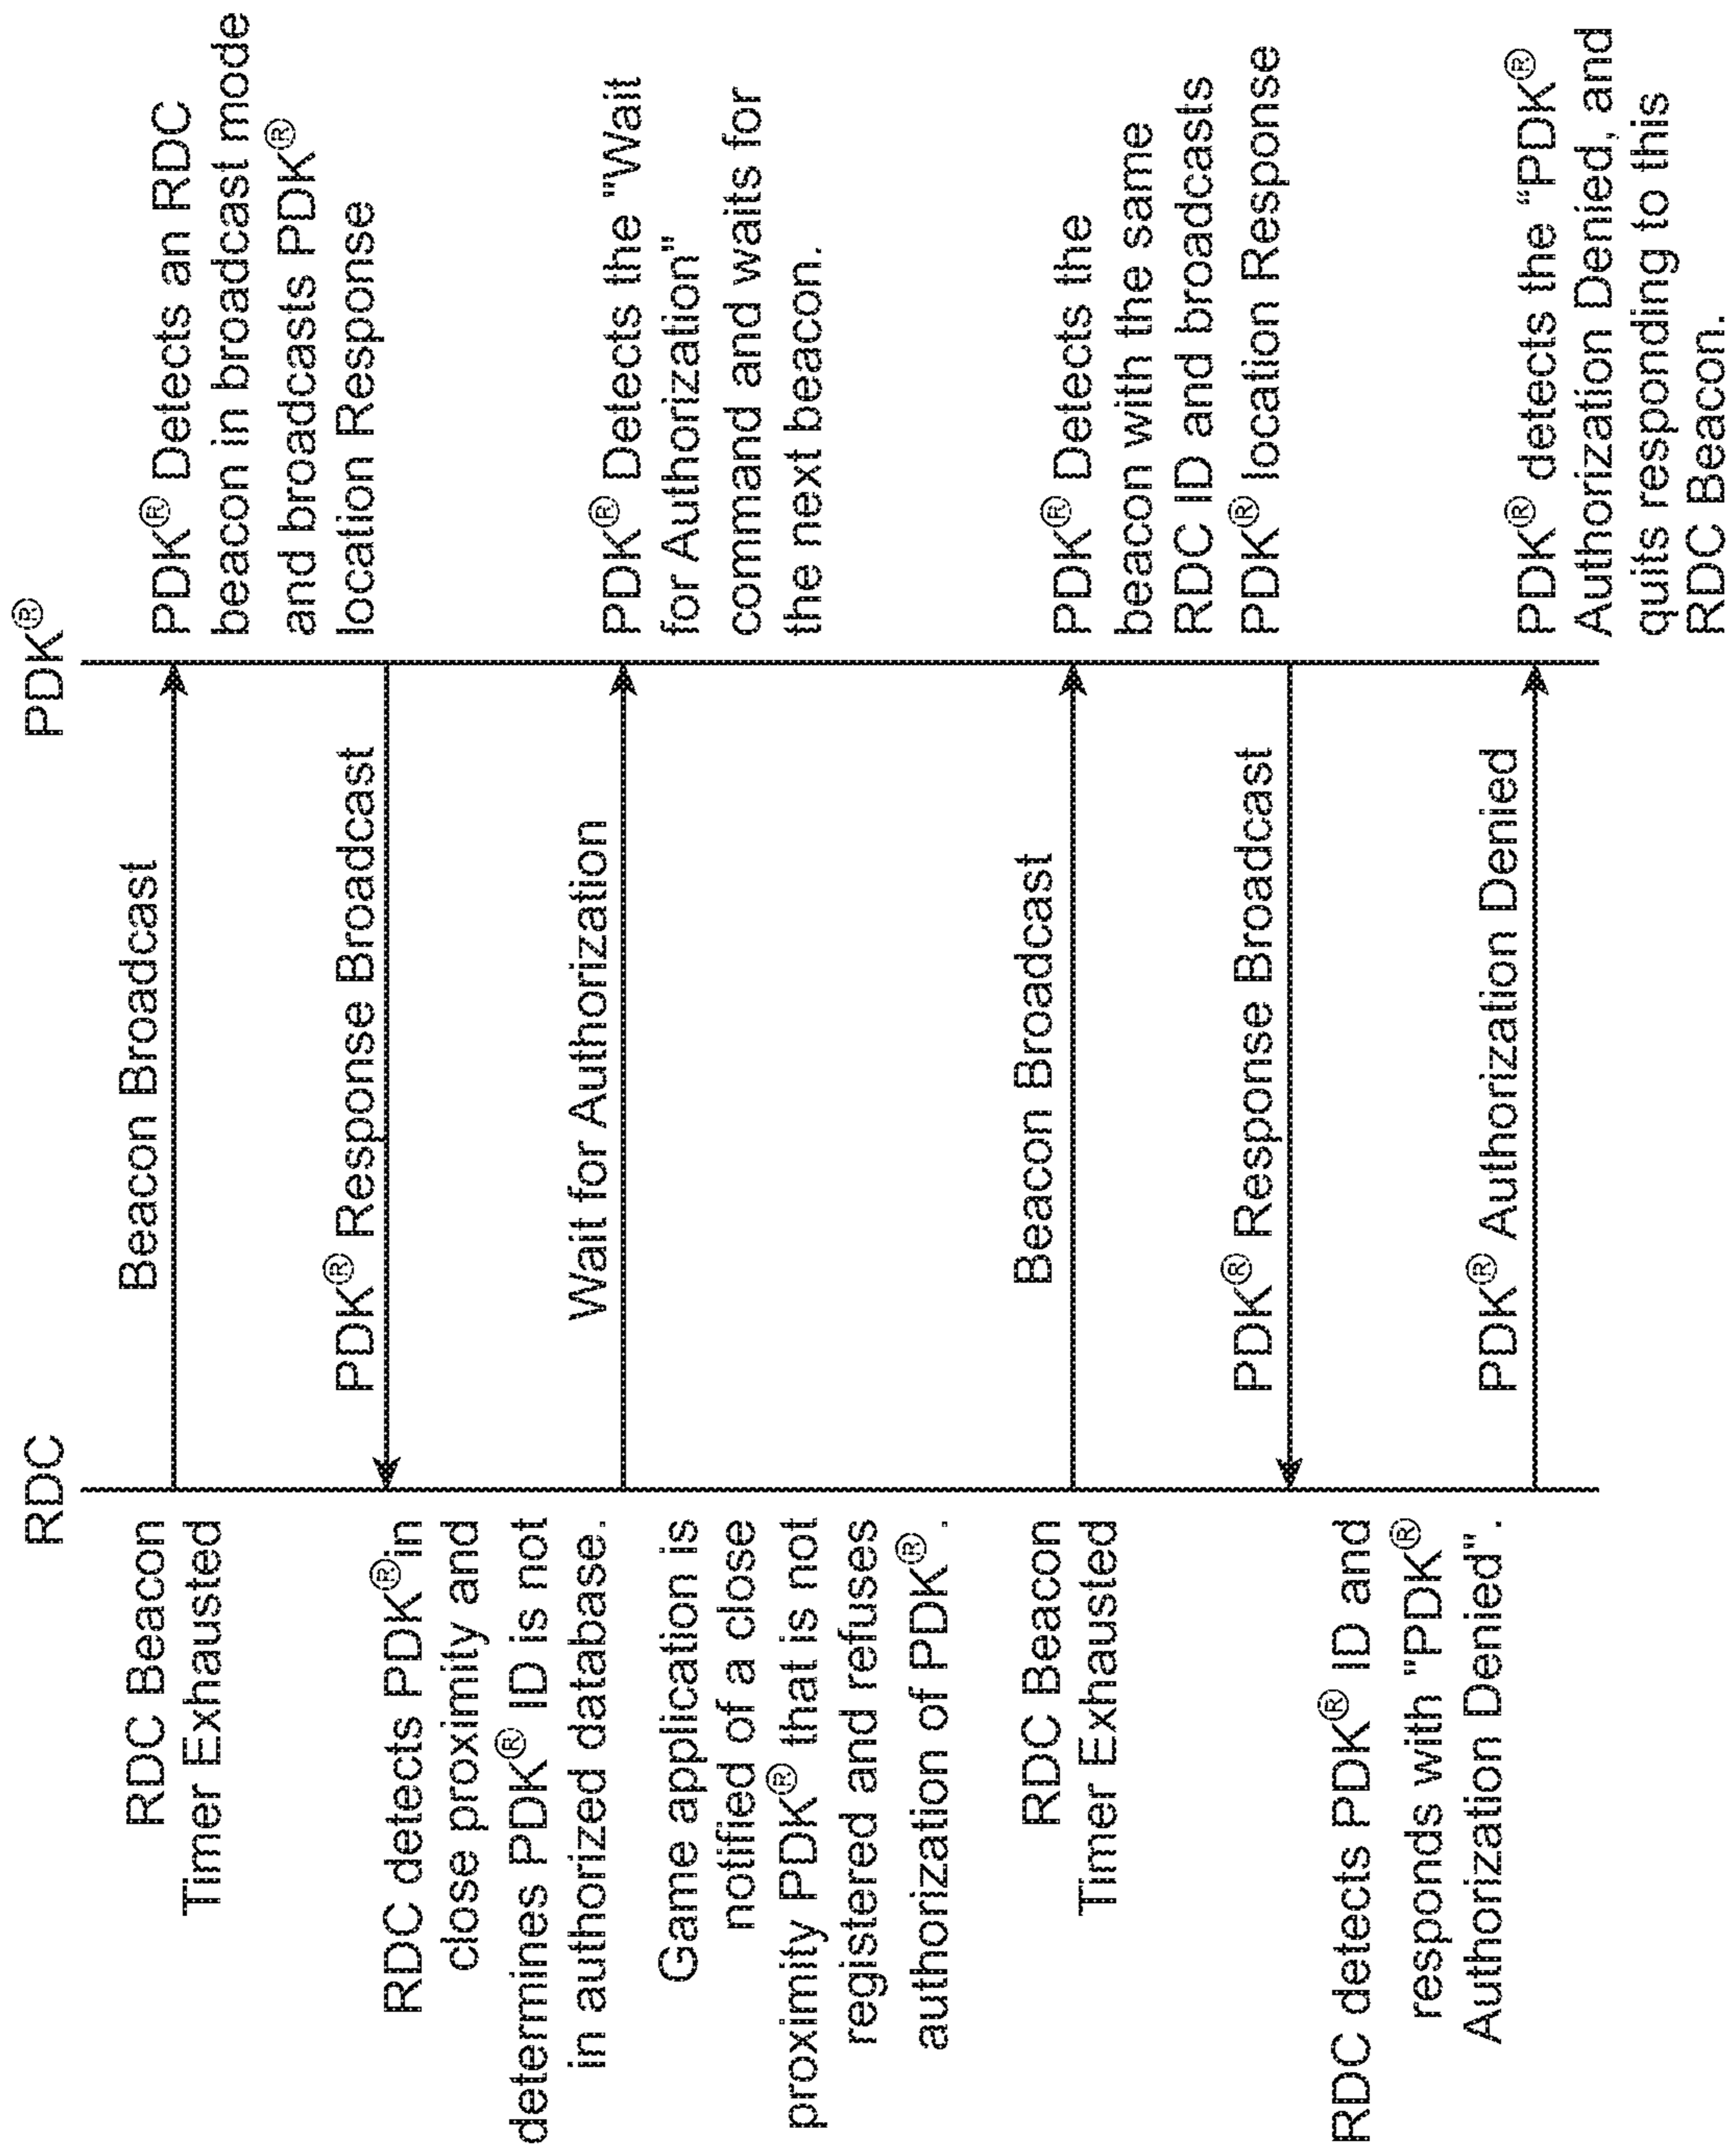 RDC
PDK®
RDC Beacon
Timer Exhausted
Beacon Broadcast
PDK® Detects an RDC
beacon in broadcast mode
and broadcasts PDK®
location Response
PDK® Response Broadcast
RDC detects PDK® in
close proximity and
determines PDK® ID is not
in authorized database.
Wait for Authorization
PDK® Detects the "Wait
for Authorization"
command and waits for
the next beacon.
Game application is
notified of a close
proximity PDK® that is not
registered and refuses
authorization of PDK®.
RDC Beacon
Timer Exhausted
Beacon Broadcast
PDK® Detects the
beacon with the same
RDC ID and broadcasts
PDK® location Response
PDK® Response Broadcast
RDC detects PDK® ID and
responds with "PDK®
Authorization Denied".
PDK® Authorization Denied
PDK® detects the “PDK®
Authorization Denied, and
quits responding to this
RDC Beacon.